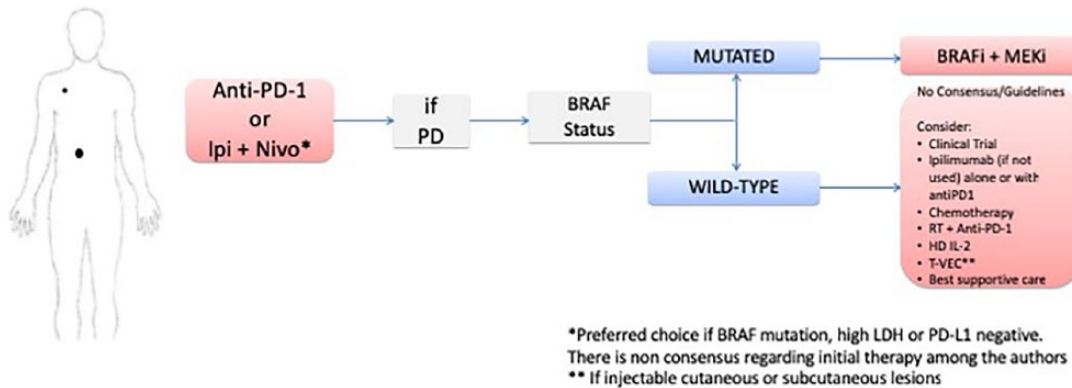 Anti-PD-1
or
Ipi + Nivo*
if
PD
BRAF
Status
MUTATED
WILD-TYPE
BRAFi + MEKi
No Consensus/Guidelines
Consider:
• Clinical Trial
• Ipilimumab (if not
used) alone or with
antiPD1
• Chemotherapy
• RT + Anti-PD-1
• HD IL-2
• T-VEC**
• Best supportive care
*Preferred choice if BRAF mutation, high LDH or PD-L1 negative.
There is non consensus regarding initial therapy among the authors
** If injectable cutaneous or subcutaneous lesions